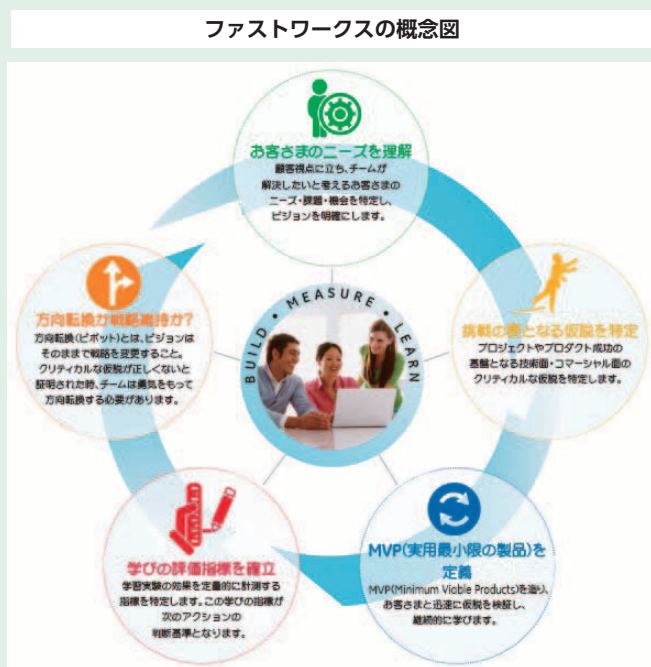 ファストワークスの概念図
お客さまのニーズを理解
顧客視点に立ち、チームが
解決したいと考えるお客さまの
ニーズ・課題・機会を特定し、
ビジョンを明確にします。
挑戦の要となる仮説を特定
プロジェクトやプロダクト成功の
基盤となる技術面・コマーシャル面の
クリティカルな仮説を特定します。
MVP(実用最小限の製品)を
定義
MVP(Minimum Viable Products)を造り、
お客さまと迅速に仮説を検証し、
継続的に学びます。
学びの評価指標を確立
学習実験の効果を定量的に計測する
指標を特定します。この学びの指標が
次のアクションの
判断基準となります。
方向転換か戦略維持か?
方向転換(ピボット)とは、ビジョンは
そのままで戦略を変更すること。
クリティカルな仮説が正しくないと
証明された時、チームは勇気をもって
方向転換する必要があります。
BUILD・MEASURE・LEARN